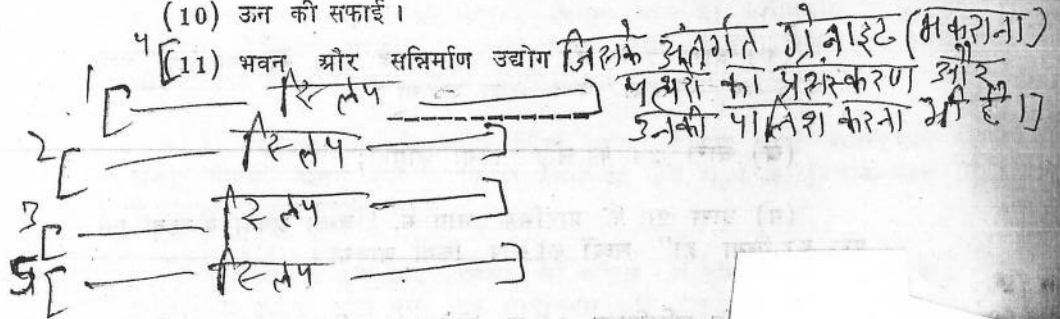 (10) ऊन की सफाई ।
4 [(11) भवन और सन्निर्माण उद्योग जिसके अंतर्गत ग्रेनाइट (मकराना)
पत्थरों का प्रसंस्करण और
उनकी पालिश करना भी है ।]
1 [ स्लिप ]
2 [ स्लिप ]
3 [ स्लिप ]
5 [ स्लिप ]